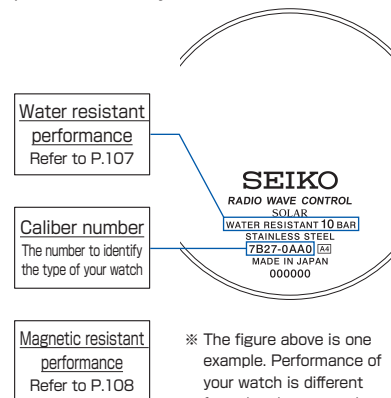 Water resistant
performance
Refer to P.107
Caliber number
The number to identify
the type of your watch
Magnetic resistant
performance
Refer to P.108
SEIKO
RADIO WAVE CONTROL
SOLAR
WATER RESISTANT 10 BAR
STAINLESS STEEL
7B27-0AA0 A4
MADE IN JAPAN
000000
※ The figure above is one
example. Performance of
your watch is different